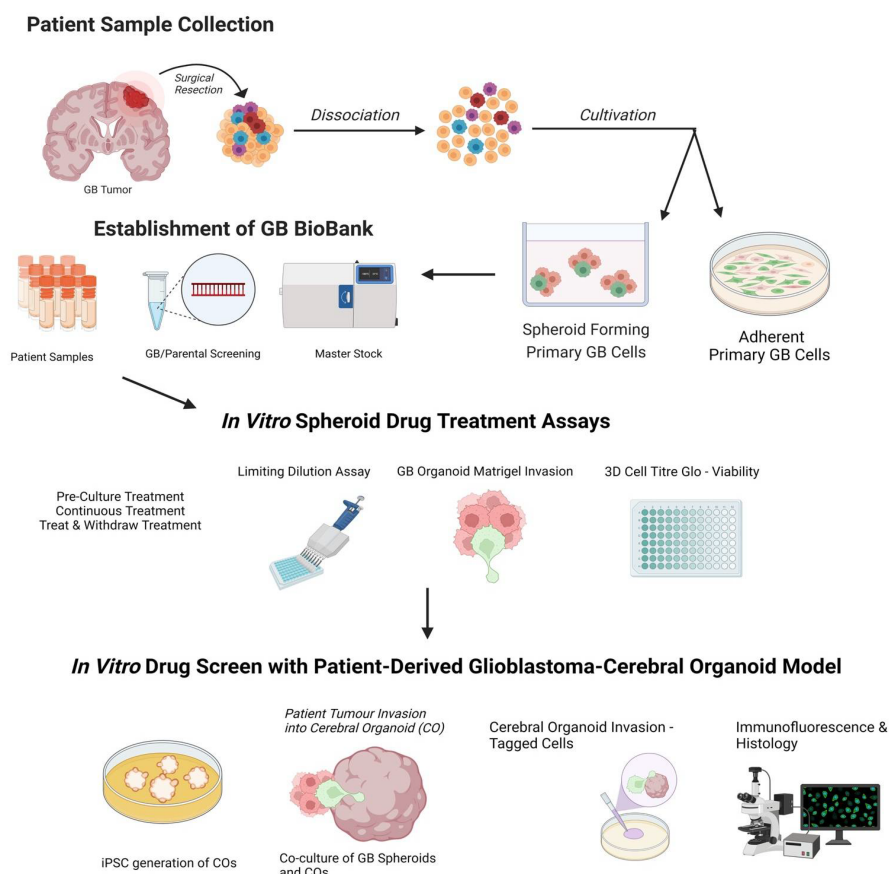 Patient Sample Collection
Surgical
Resection
Dissociation
Cultivation
GB Tumor
Establishment of GB BioBank
Patient Samples
GB/Parental Screening
Master Stock
Spheroid Forming
Primary GB Cells
Adherent
Primary GB Cells
In Vitro Spheroid Drug Treatment Assays
Pre-Culture Treatment
Continuous Treatment
Treat & Withdraw Treatment
Limiting Dilution Assay
GB Organoid Matrigel Invasion
3D Cell Titre Glo - Viability
In Vitro Drug Screen with Patient-Derived Glioblastoma-Cerebral Organoid Model
iPSC generation of COs
Patient Tumour Invasion
into Cerebral Organoid (CO)
Co-culture of GB Spheroids
and COs
Cerebral Organoid Invasion -
Tagged Cells
Immunofluorescence &
Histology